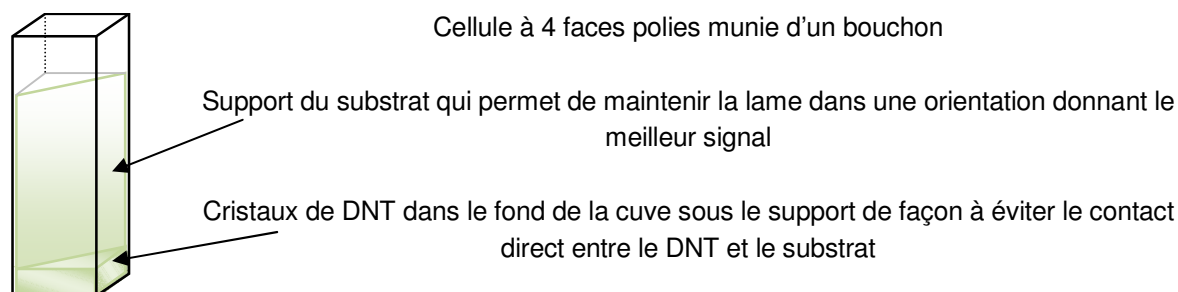 Cellule à 4 faces polies munie d'un bouchon
Support du substrat qui permet de maintenir la lame dans une orientation donnant le
meilleur signal
Cristaux de DNT dans le fond de la cuve sous le support de façon à éviter le contact
direct entre le DNT et le substrat